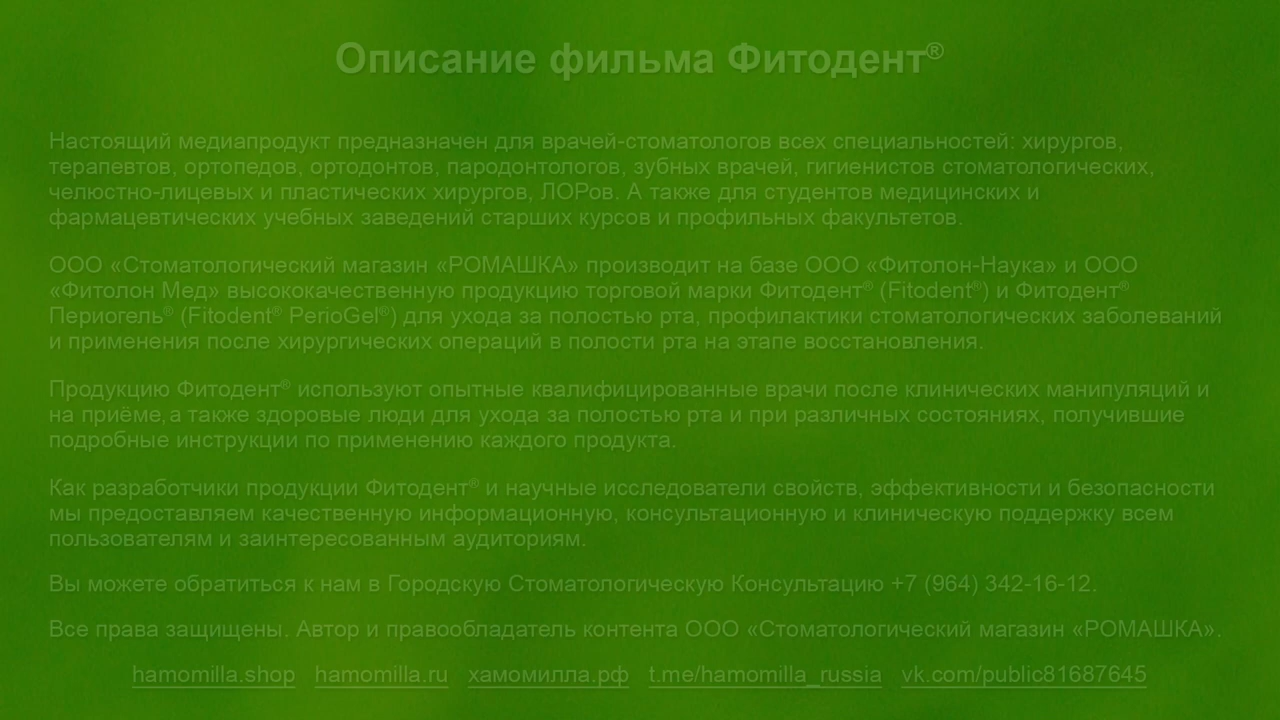 Описание фильма Фитодент®
Настоящий медиапродукт предназначен для врачей-стоматологов всех специальностей: хирургов,
терапевтов, ортопедов, ортодонтов, пародонтологов, зубных врачей, гигиенистов стоматологических,
челюстно-лицевых и пластических хирургов, ЛОРов. А также для студентов медицинских и
фармацевтических учебных заведений старших курсов и профильных факультетов.
ООО «Стоматологический магазин «РОМАШКА» производит на базе ООО «Фитолон-Наука» и ООО
«Фитолон Мед» высококачественную продукцию торговой марки Фитодент® (Fitodent®) и Фитодент®
Периогель® (Fitodent® PerioGel®) для ухода за полостью рта, профилактики стоматологических заболеваний
и применения после хирургических операций в полости рта на этапе восстановления.
Продукцию Фитодент® используют опытные квалифицированные врачи после клинических манипуляций и
на приёме, а также здоровые люди для ухода за полостью рта и при различных состояниях, получившие
подробные инструкции по применению каждого продукта.
Как разработчики продукции Фитодент® и научные исследователи свойств, эффективности и безопасности
мы предоставляем качественную информационную, консультационную и клиническую поддержку всем
пользователям и заинтересованным аудиториям.
Вы можете обратиться к нам в Городскую Стоматологическую Консультацию +7 (964) 342-16-12.
Все права защищены. Автор и правообладатель контента ООО «Стоматологический магазин «РОМАШКА».
hamomilla.shop hamomilla.ru хамомилла.рф t.me/hamomilla_russia vk.com/public81687645